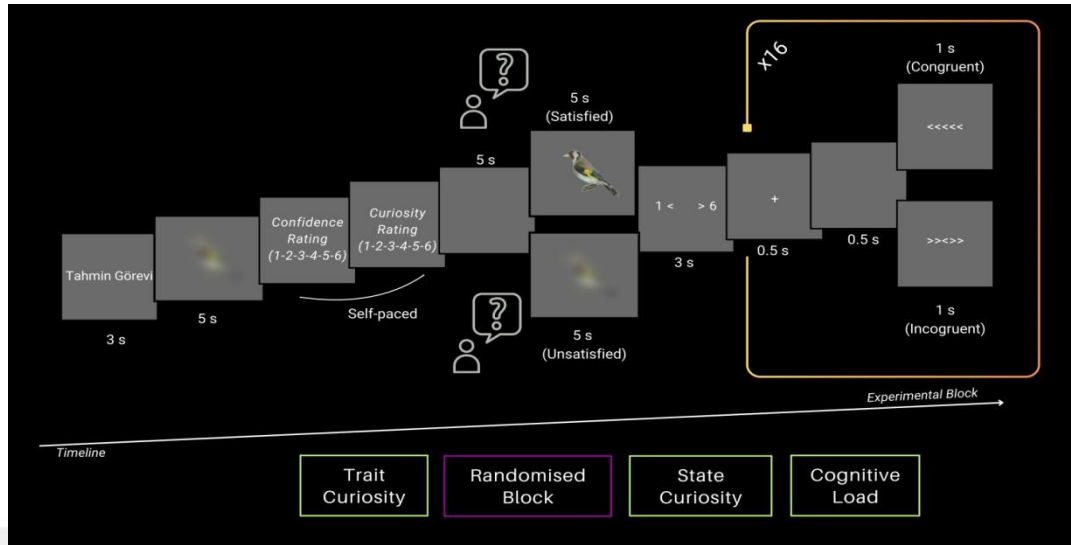 Tahmin Görevi
3 s
5 s
Confidence
Rating
(1-2-3-4-5-6)
Curiosity
Rating
(1-2-3-4-5-6)
Self-paced
?
5 s
?
5 s
(Satisfied)
5 s
(Unsatisfied)
1 < > 6
3 s
x16
+
0.5 s
0.5 s
1 s
(Congruent)
<<<<<
>><>>
1 s
(Incogruent)
Experimental Block
Timeline
Trait
Curiosity
Randomised
Block
State
Curiosity
Cognitive
Load